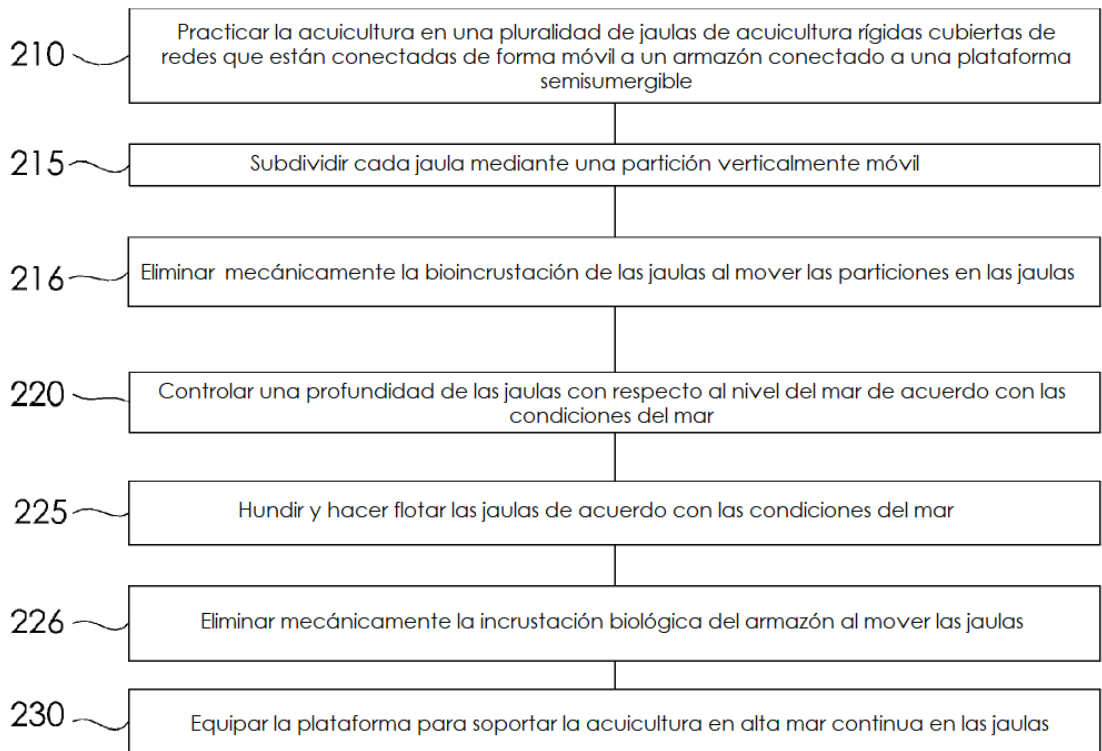 210
Practicar la acuicultura en una pluralidad de jaulas de acuicultura rígidas cubiertas de
redes que están conectadas de forma móvil a un armazón conectado a una plataforma
semisumergible
215
Subdividir cada jaula mediante una partición verticalmente móvil
216
Eliminar mecánicamente la bioincrustación de las jaulas al mover las particiones en las jaulas
220
Controlar una profundidad de las jaulas con respecto al nivel del mar de acuerdo con las
condiciones del mar
225
Hundir y hacer flotar las jaulas de acuerdo con las condiciones del mar
226
Eliminar mecánicamente la incrustación biológica del armazón al mover las jaulas
230
Equipar la plataforma para soportar la acuicultura en alta mar continua en las jaulas